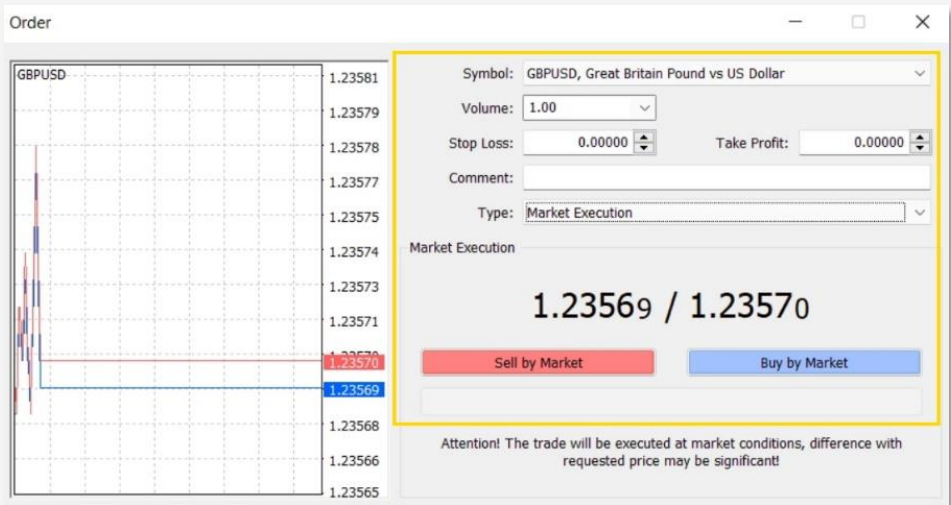 Order
GBPUSD
1.23581
1.23579
1.23578
1.23577
1.23575
1.23574
1.23573
1.23571
1.23570
1.23569
1.23568
1.23566
1.23565
Symbol: GBPUSD, Great Britain Pound vs US Dollar
Volume: 1.00
Stop Loss: 0.00000 Take Profit: 0.00000
Comment:
Type: Market Execution
Market Execution
1.23569 / 1.23570
Sell by Market Buy by Market
Attention! The trade will be executed at market conditions, difference with
requested price may be significant!